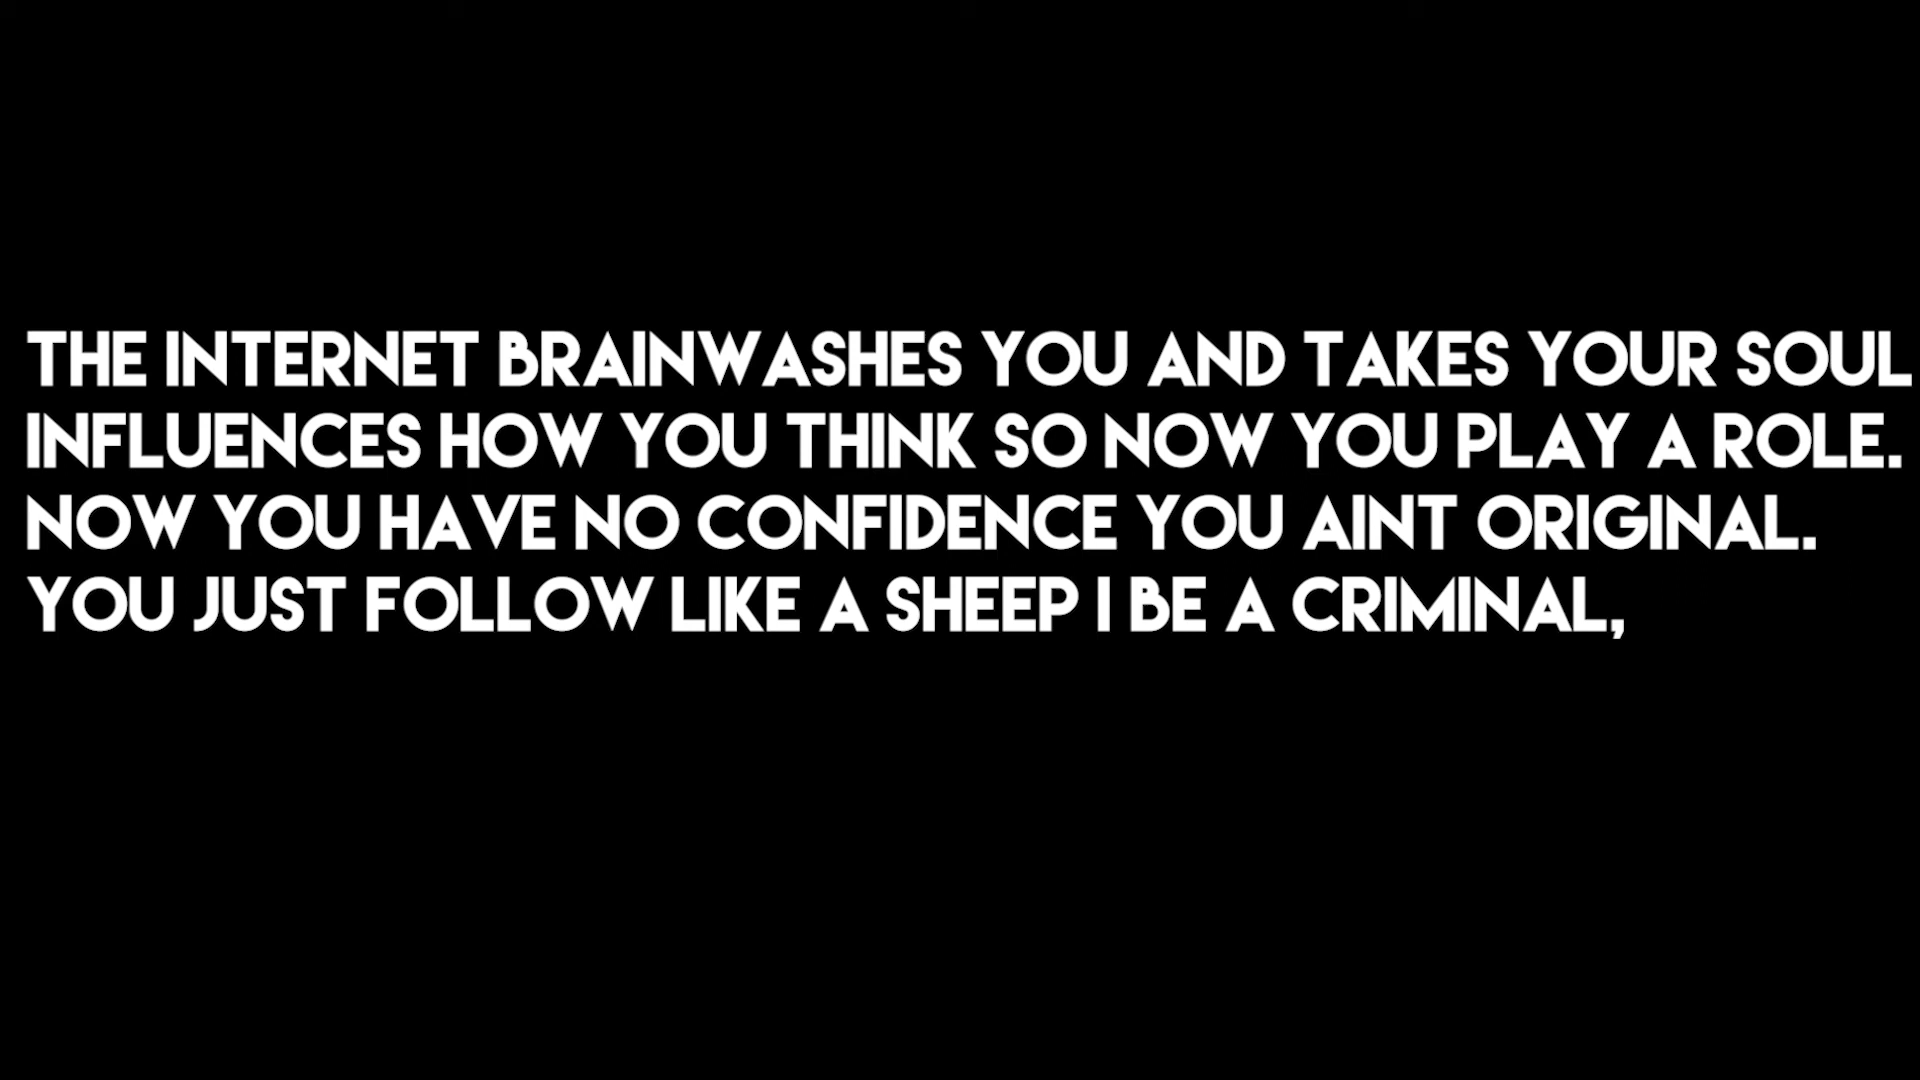 THE INTERNET BRAINWASHES YOU AND TAKES YOUR SOUL
INFLUENCES HOW YOU THINK SO NOW YOU PLAY A ROLE.
NOW YOU HAVE NO CONFIDENCE YOU AINT ORIGINAL.
YOU JUST FOLLOW LIKE A SHEEP I BE A CRIMINAL,